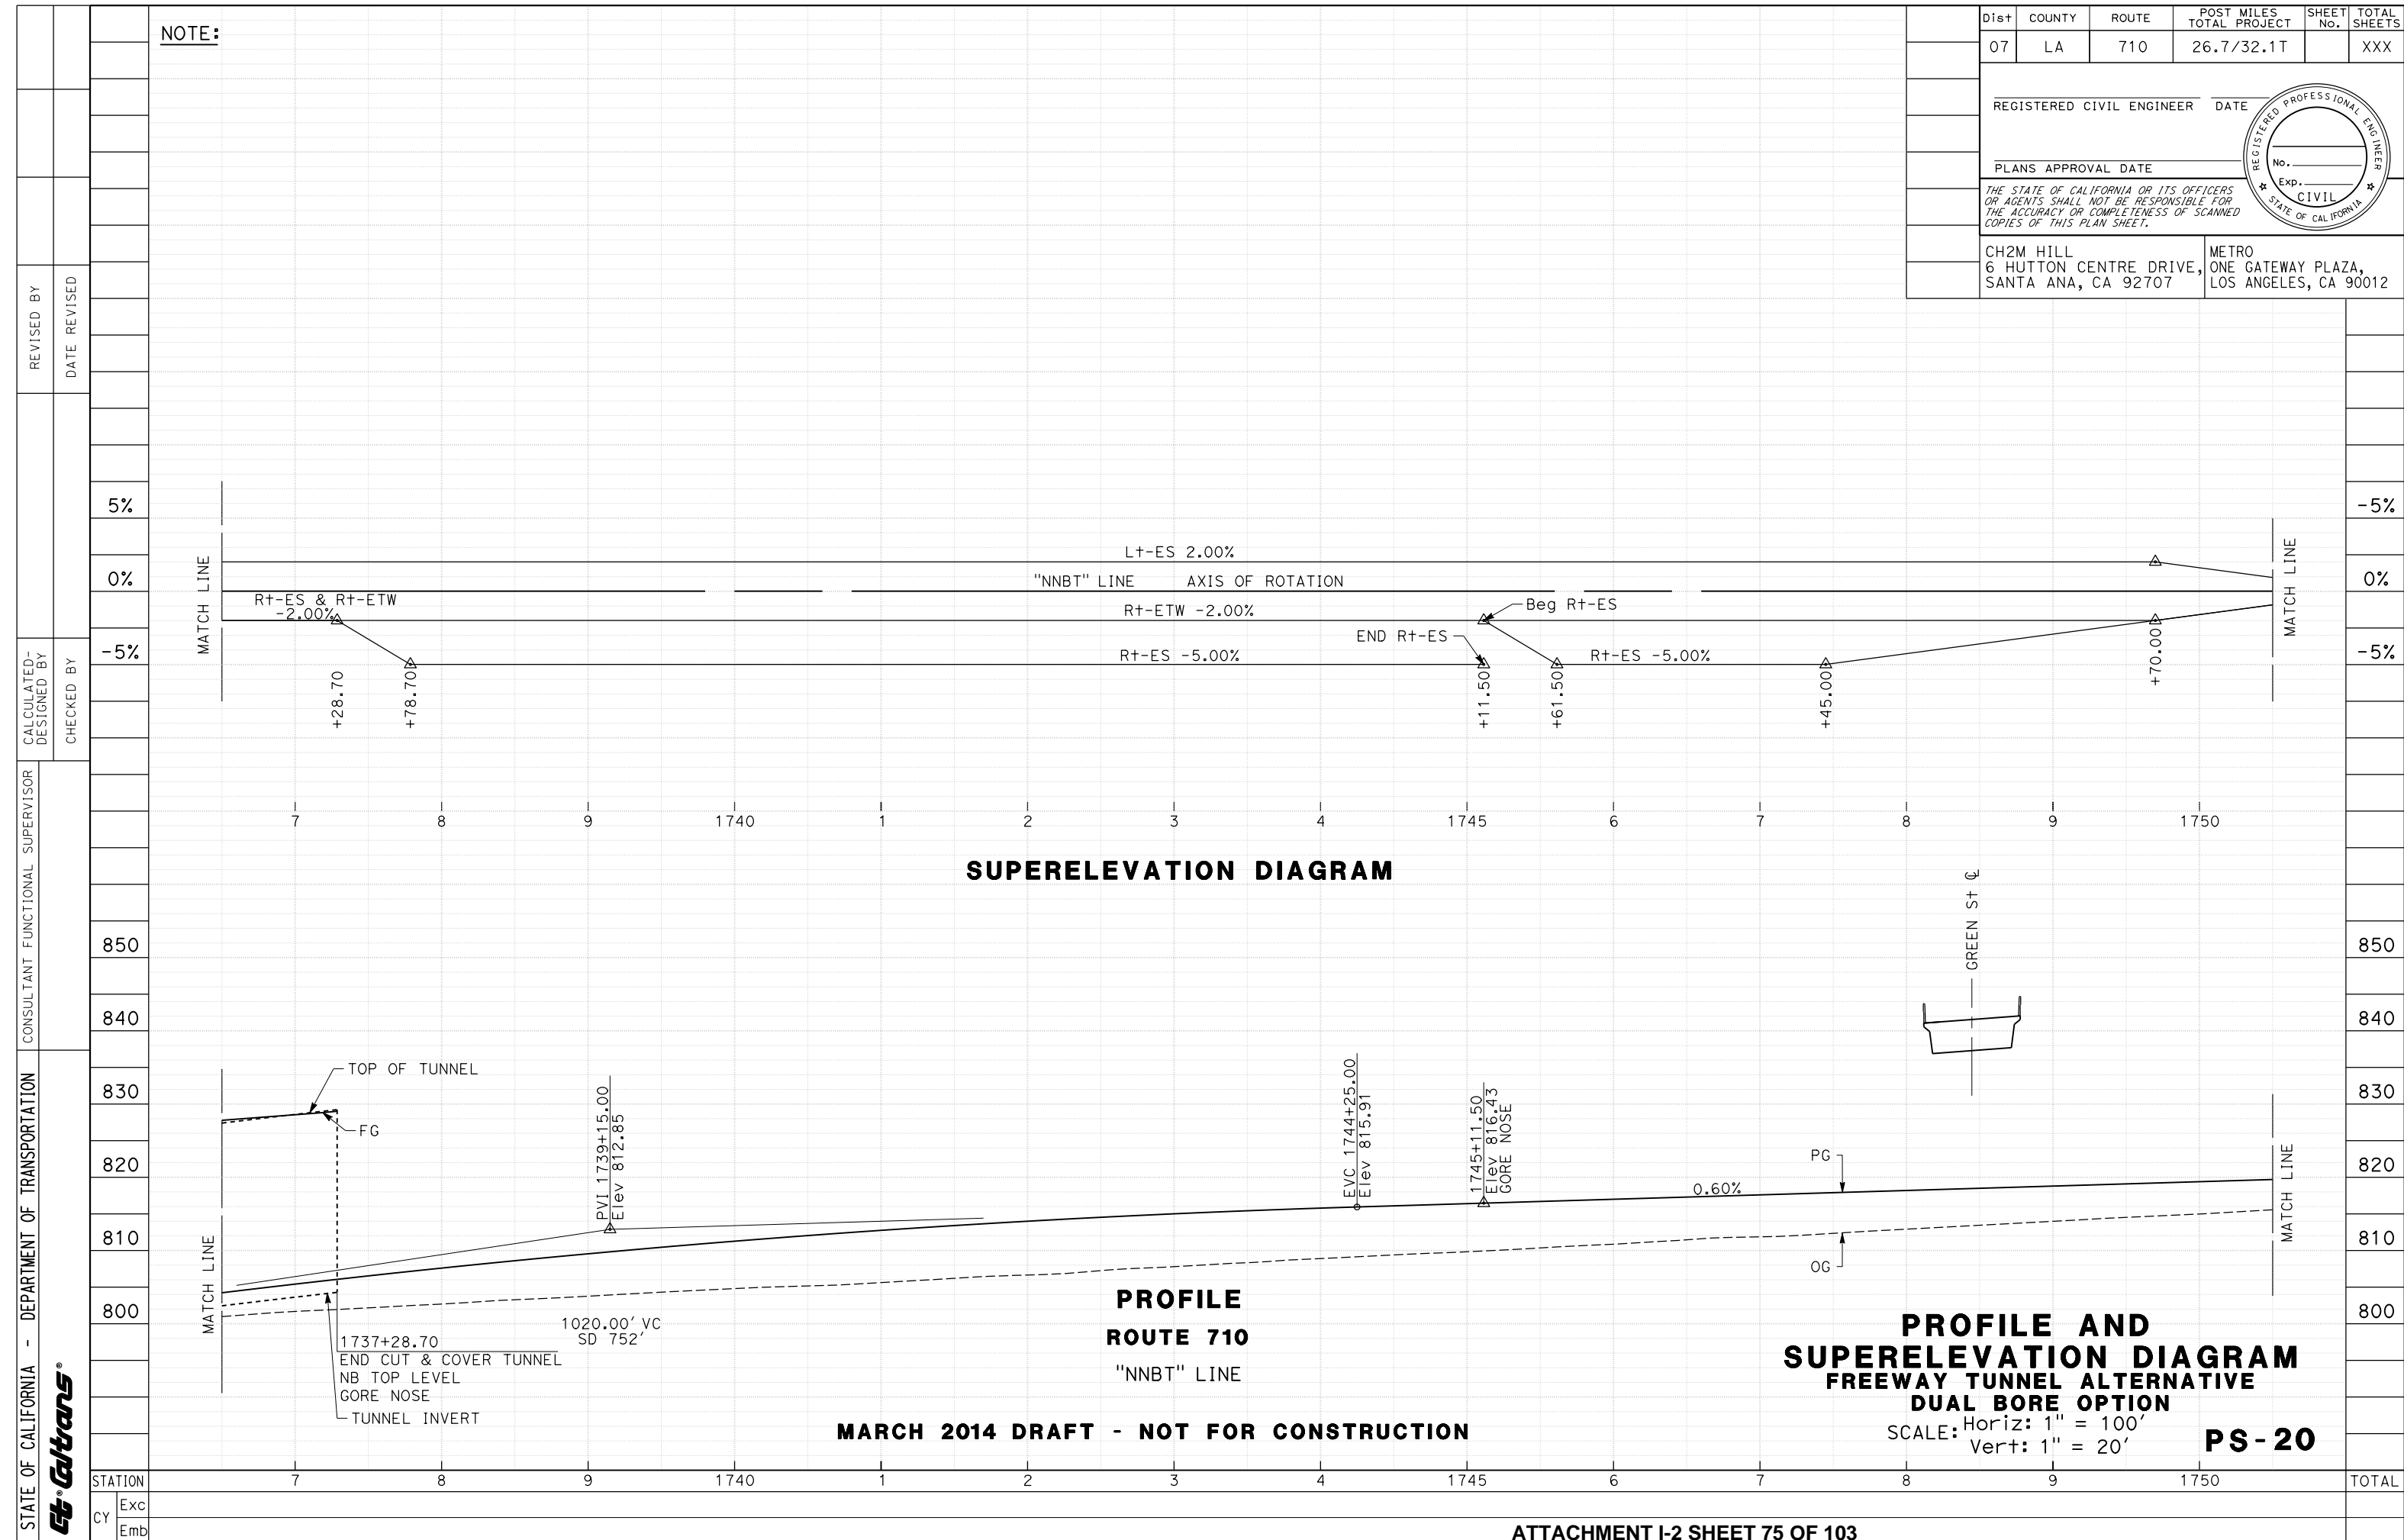 NOTE:
Dist COUNTY ROUTE POST MILES TOTAL PROJECT SHEET No. TOTAL SHEETS
07 LA 710 26.7/32.1T XXX
REGISTERED CIVIL ENGINEER DATE
PLANS APPROVAL DATE
REGISTERED PROFESSIONAL ENGINEER
No.
Exp.
CIVIL
STATE OF CALIFORNIA
THE STATE OF CALIFORNIA OR ITS OFFICERS
OR AGENTS SHALL NOT BE RESPONSIBLE FOR
THE ACCURACY OR COMPLETENESS OF SCANNED
COPIES OF THIS PLAN SHEET.
CH2M HILL
6 HUTTON CENTRE DRIVE,
SANTA ANA, CA 92707
METRO
ONE GATEWAY PLAZA,
LOS ANGELES, CA 90012
REVISED BY
DATE REVISED
CALCULATED-
DESIGNED BY
CHECKED BY
CONSULTANT FUNCTIONAL SUPERVISOR
STATE OF CALIFORNIA - DEPARTMENT OF TRANSPORTATION
Caltrans®
5%
0%
-5%
-5%
0%
-5%
MATCH LINE
Lt-ES 2.00%
"NNBT" LINE AXIS OF ROTATION
Rt-ES & Rt-ETW
-2.00%
Rt-ETW -2.00%
Beg Rt-ES
END Rt-ES
Rt-ES -5.00%
Rt-ES -5.00%
+28.70
+78.70
+11.50
+61.50
+45.00
+70.00
MATCH LINE
7 8 9 1740 1 2 3 4 1745 6 7 8 9 1750
SUPERELEVATION DIAGRAM
850
840
830
820
810
800
850
840
830
820
810
800
GREEN St ℄
TOP OF TUNNEL
FG
PVI 1739+15.00
Elev 812.85
EVC 1744+25.00
Elev 815.91
1745+11.50
Elev 816.43
GORE NOSE
PG
0.60%
OG
MATCH LINE
MATCH LINE
1020.00' VC
SD 752'
1737+28.70
END CUT & COVER TUNNEL
NB TOP LEVEL
GORE NOSE
TUNNEL INVERT
PROFILE
ROUTE 710
"NNBT" LINE
MARCH 2014 DRAFT - NOT FOR CONSTRUCTION
PROFILE AND
SUPERELEVATION DIAGRAM
FREEWAY TUNNEL ALTERNATIVE
DUAL BORE OPTION
SCALE: Horiz: 1" = 100'
Vert: 1" = 20'
PS-20
STATION 7 8 9 1740 1 2 3 4 1745 6 7 8 9 1750 TOTAL
CY Exc
Emb
ATTACHMENT I-2 SHEET 75 OF 103